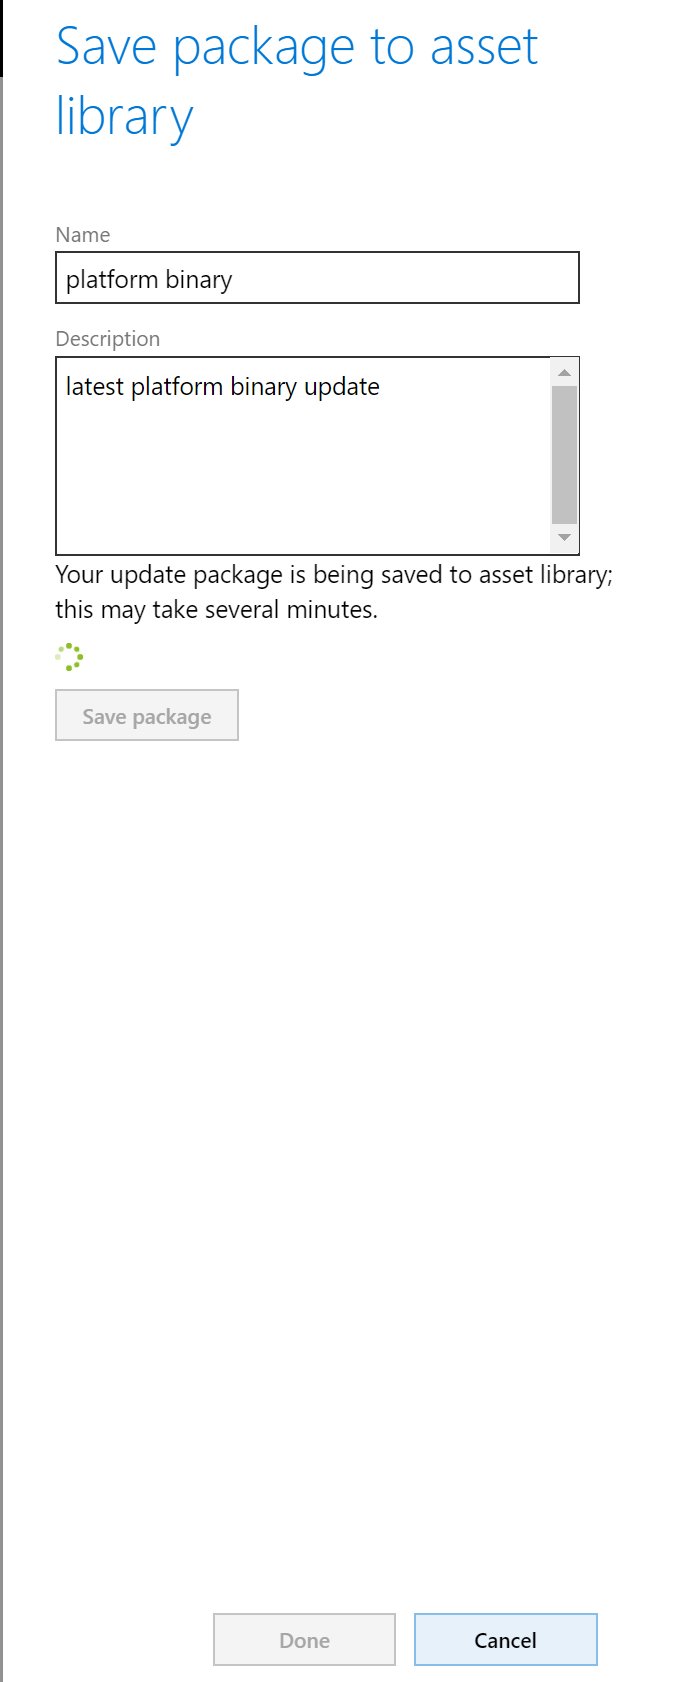 Save package to asset
library
Name
platform binary
Description
latest platform binary update
Your update package is being saved to asset library;
this may take several minutes.
Save package
Done
Cancel